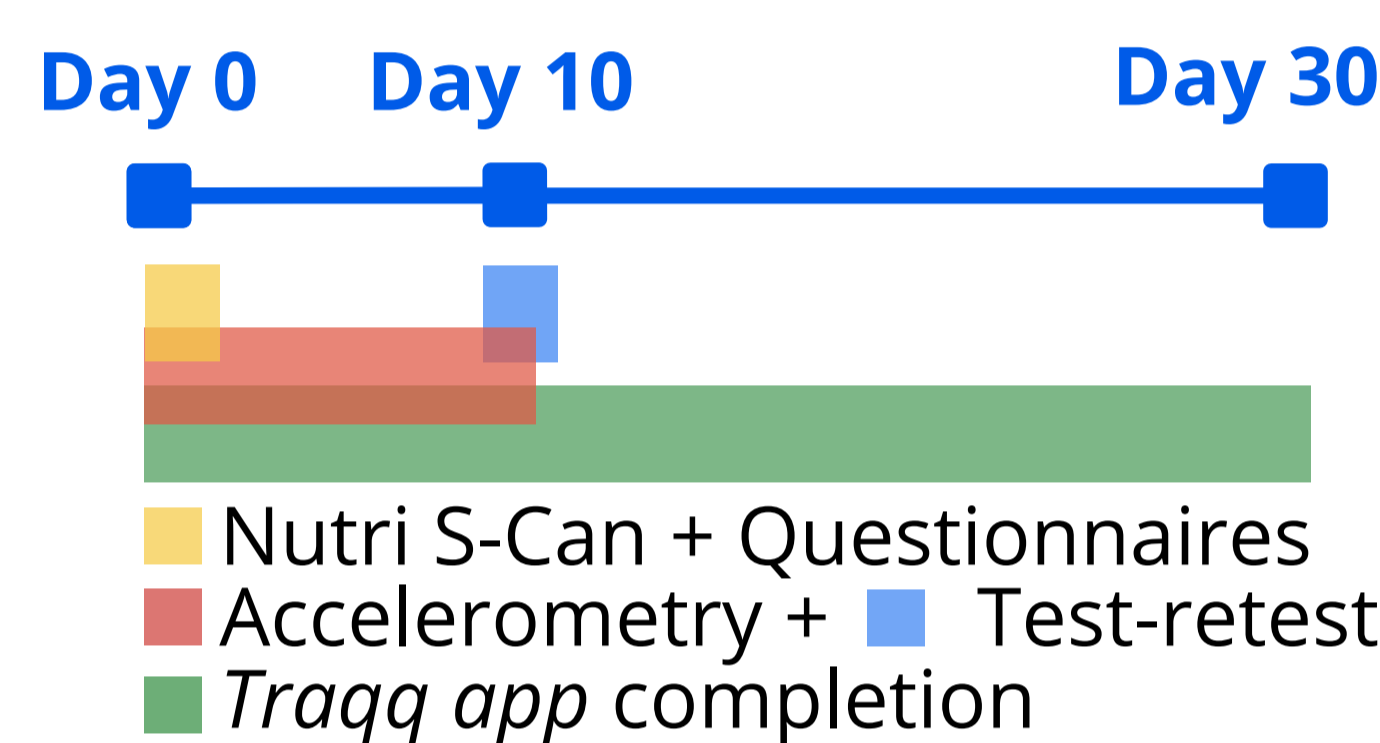 Day 0 Day 10 Day 30
Nutri S-Can + Questionnaires
Accelerometry + Test-retest
Traqq app completion